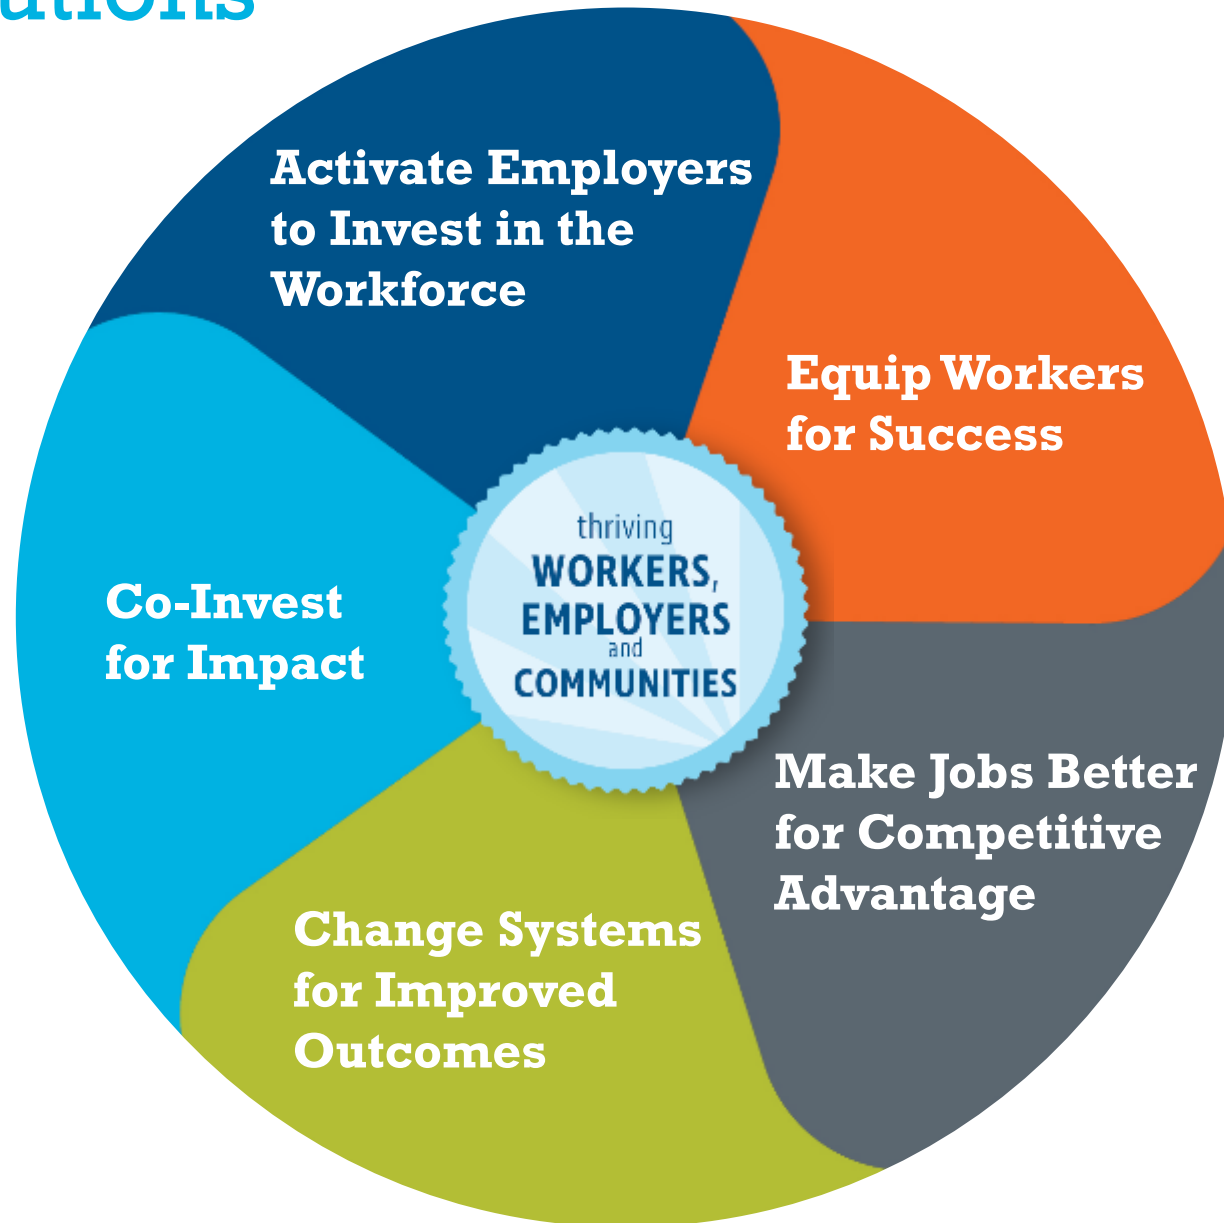 Activate Employers
to Invest in the
Workforce
Equip Workers
for Success
thriving
WORKERS,
EMPLOYERS
and
COMMUNITIES
Co-Invest
for Impact
Make Jobs Better
for Competitive
Advantage
Change Systems
for Improved
Outcomes